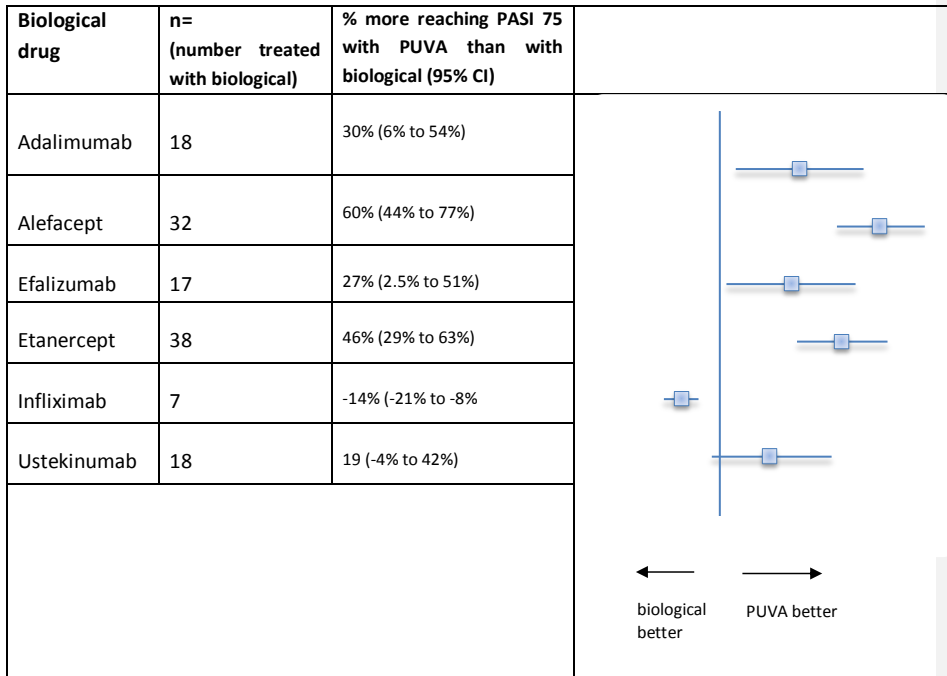 Biological drug
n= (number treated with biological)
% more reaching PASI 75 with PUVA than with biological (95% CI)
Adalimumab 18 30% (6% to 54%)
Alefacept 32 60% (44% to 77%)
Efalizumab 17 27% (2.5% to 51%)
Etanercept 38 46% (29% to 63%)
Infliximab 7 -14% (-21% to -8%
Ustekinumab 18 19 (-4% to 42%)
biological better
PUVA better